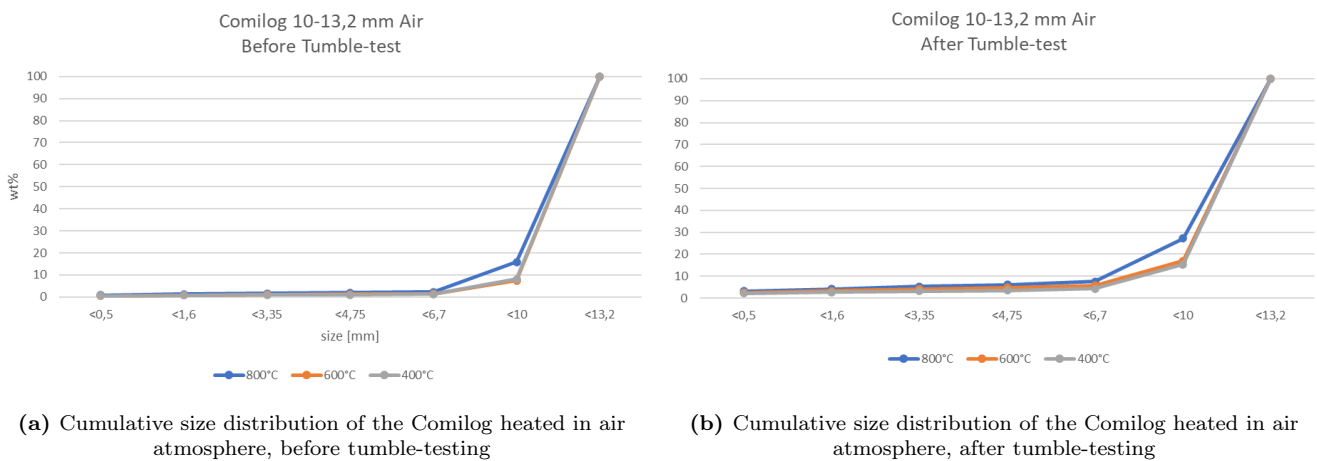 Comilog 10-13,2 mm Air
Before Tumble-test
100
90
80
70
60
50
40
30
20
10
0
wt%
<0,5 <1,6 <3,35 <4,75 <6,7 <10 <13,2
size [mm]
800°C 600°C 400°C
(a) Cumulative size distribution of the Comilog heated in air
atmosphere, before tumble-testing
Comilog 10-13,2 mm Air
After Tumble-test
100
90
80
70
60
50
40
30
20
10
0
<0,5 <1,6 <3,35 <4,75 <6,7 <10 <13,2
800°C 600°C 400°C
(b) Cumulative size distribution of the Comilog heated in air
atmosphere, after tumble-testing